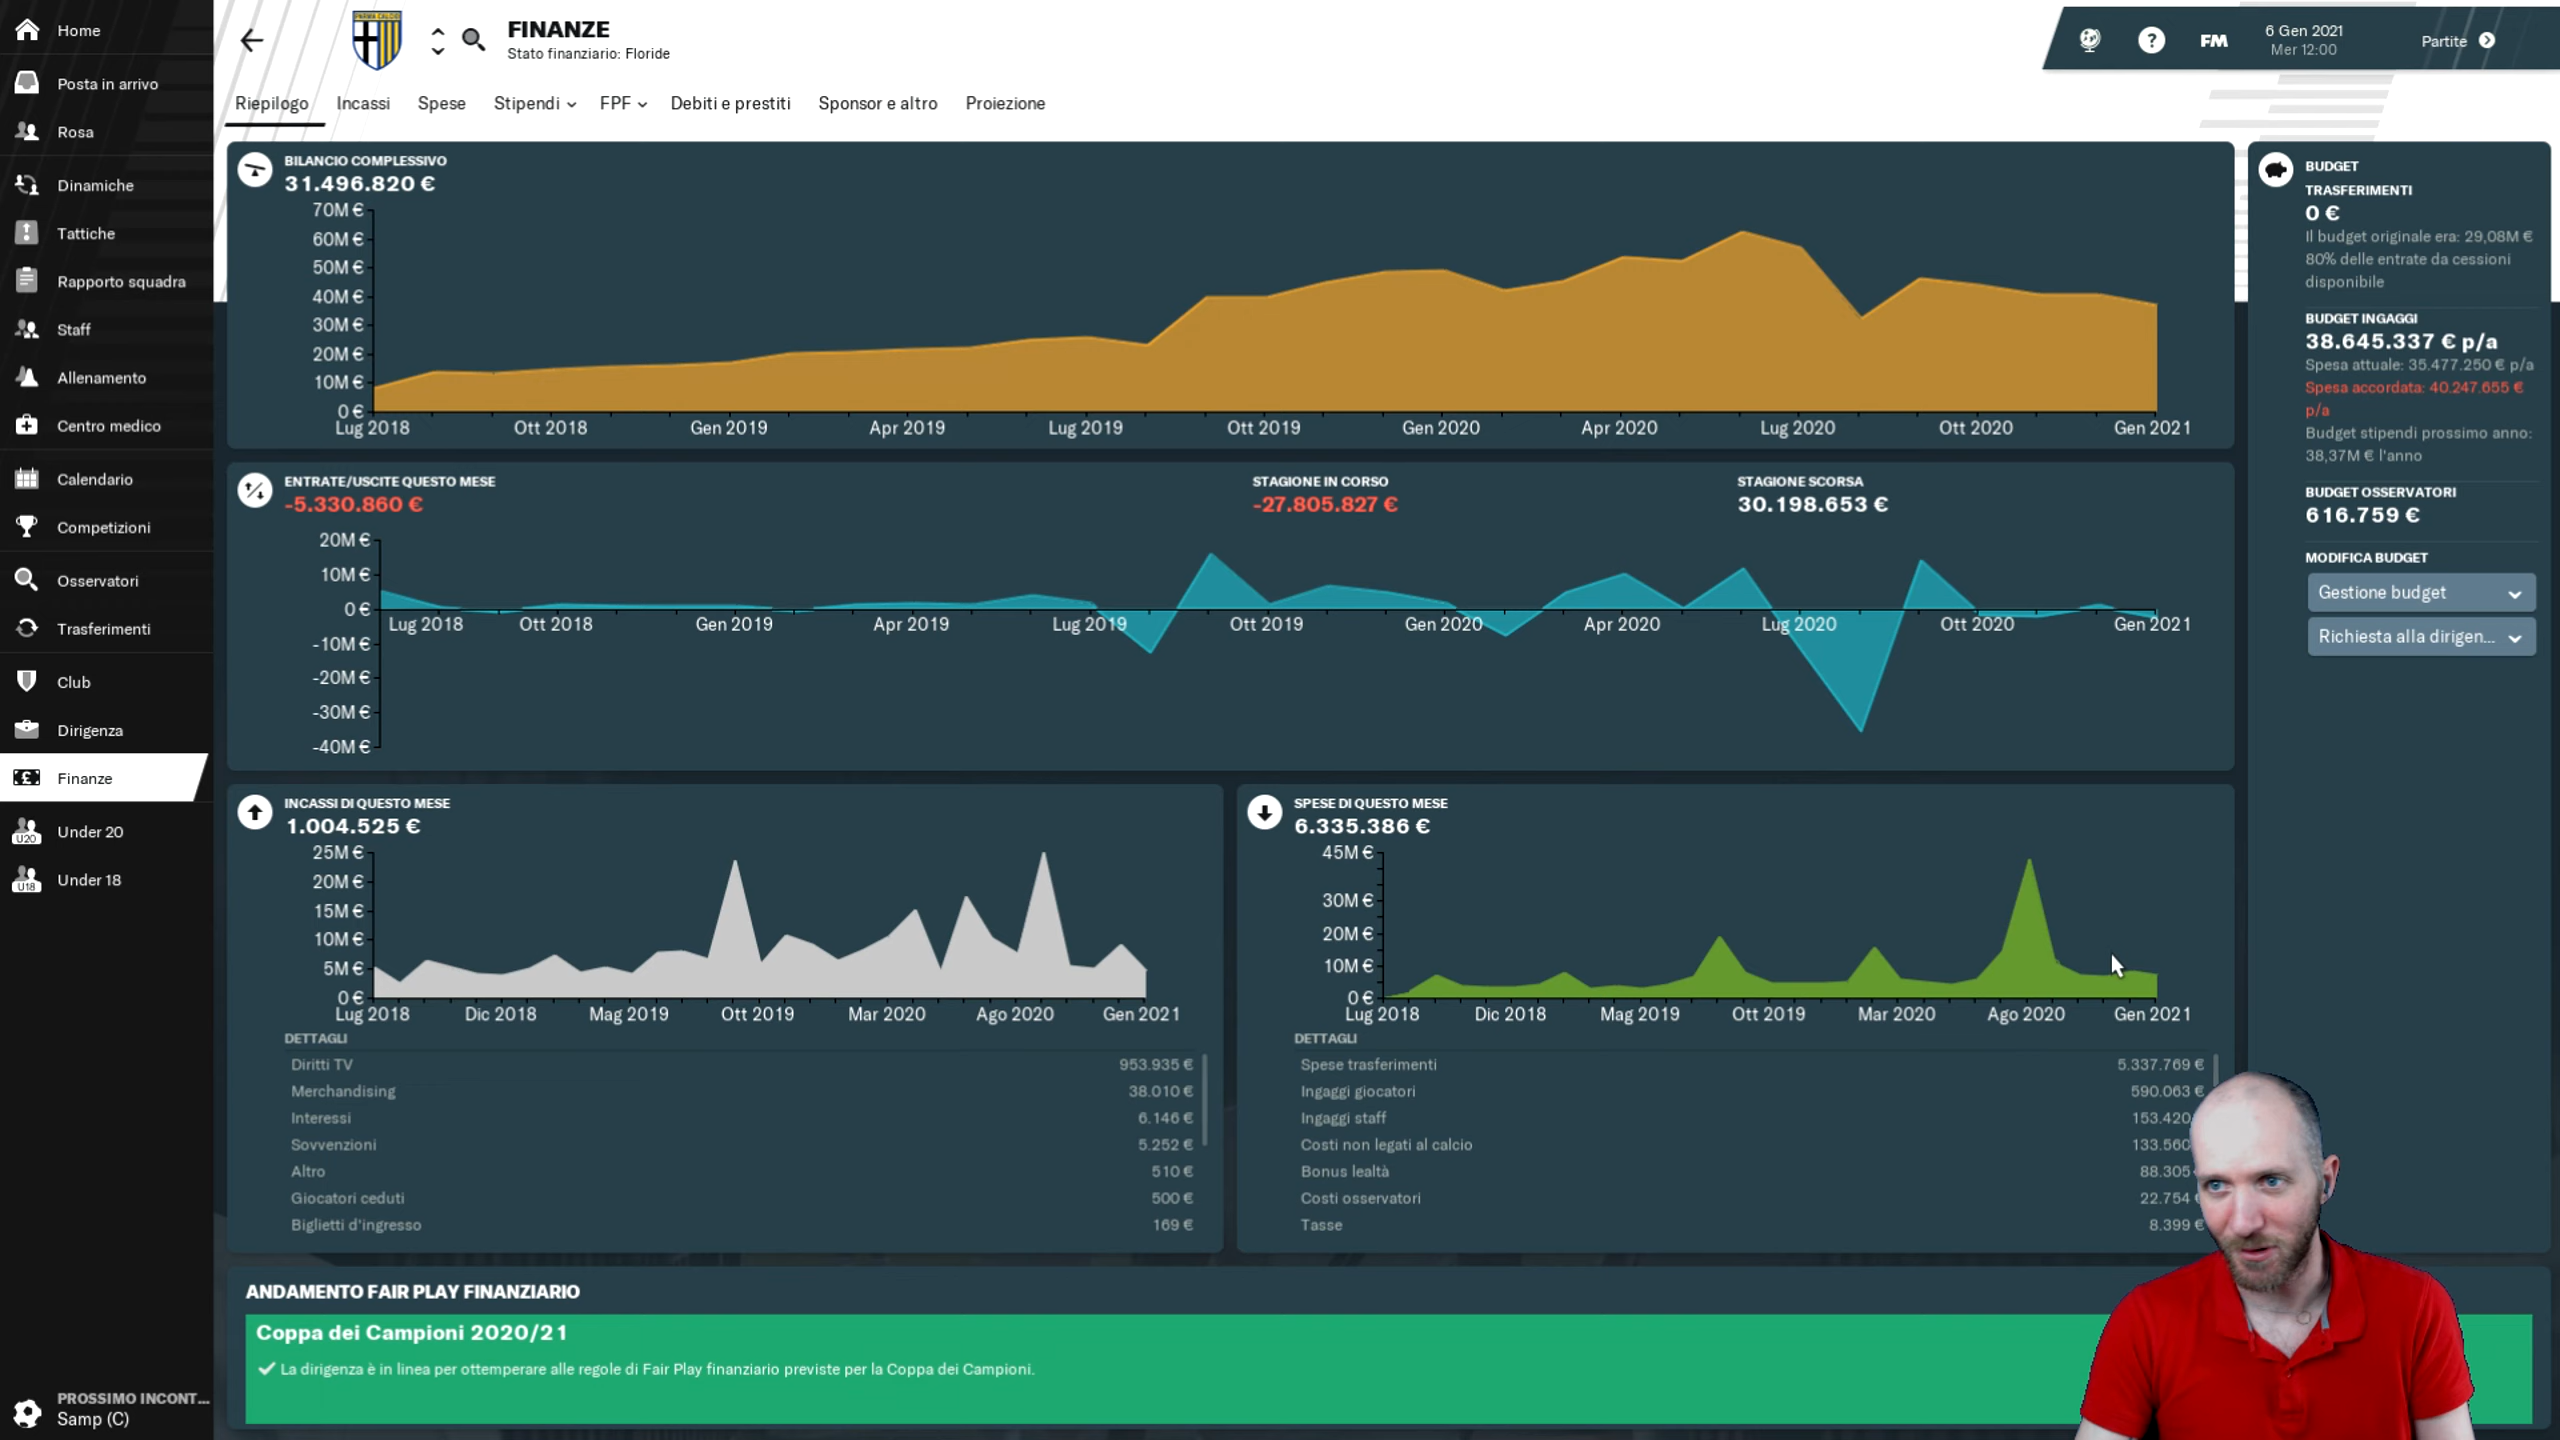 Home
Posta in arrivo
Rosa
Dinamiche
Tattiche
Rapporto squadra
Staff
Allenamento
Centro medico
Calendario
Competizioni
Osservatori
Trasferimenti
Club
Dirigenza
Finanze
U20
Under 20
U18
Under 18
PROSSIMO INCONT...
Samp (C)
PARMA CALCIO
FINANZE
Stato finanziario: Floride
?
FM
6 Gen 2021
Mer 12:00
Partite
Riepilogo Incassi Spese Stipendi FPF Debiti e prestiti Sponsor e altro Proiezione
BILANCIO COMPLESSIVO
31.496.820 €
70M €
60M €
50M €
40M €
30M €
20M €
10M €
0 €
Lug 2018 Ott 2018 Gen 2019 Apr 2019 Lug 2019 Ott 2019 Gen 2020 Apr 2020 Lug 2020 Ott 2020 Gen 2021
ENTRATE/USCITE QUESTO MESE
-5.330.860 €
STAGIONE IN CORSO
-27.805.827 €
STAGIONE SCORSA
30.198.653 €
20M €
10M €
0 €
-10M €
-20M €
-30M €
-40M €
Lug 2018 Ott 2018 Gen 2019 Apr 2019 Lug 2019 Ott 2019 Gen 2020 Apr 2020 Lug 2020 Ott 2020 Gen 2021
INCASSI DI QUESTO MESE
1.004.525 €
25M €
20M €
15M €
10M €
5M €
0 €
Lug 2018 Dic 2018 Mag 2019 Ott 2019 Mar 2020 Ago 2020 Gen 2021
DETTAGLI
Diritti TV 953.935 €
Merchandising 38.010 €
Interessi 6.146 €
Sovvenzioni 5.252 €
Altro 510 €
Giocatori ceduti 500 €
Biglietti d'ingresso 169 €
SPESE DI QUESTO MESE
6.335.386 €
45M €
30M €
20M €
10M €
0 €
Lug 2018 Dic 2018 Mag 2019 Ott 2019 Mar 2020 Ago 2020 Gen 2021
DETTAGLI
Spese trasferimenti 5.337.769 €
Ingaggi giocatori 590.063 €
Ingaggi staff 153.420
Costi non legati al calcio 133.560
Bonus lealtà 88.305
Costi osservatori 22.754 €
Tasse 8.399 €
BUDGET
TRASFERIMENTI
0 €
Il budget originale era: 29,08M €
80% delle entrate da cessioni
disponibile
BUDGET INGAGGI
38.645.337 € p/a
Spesa attuale: 35.477.250 € p/a
Spesa accordata: 40.247.655 €
p/a
Budget stipendi prossimo anno:
38,37M € l'anno
BUDGET OSSERVATORI
616.759 €
MODIFICA BUDGET
Gestione budget
Richiesta alla dirigen...
ANDAMENTO FAIR PLAY FINANZIARIO
Coppa dei Campioni 2020/21
La dirigenza è in linea per ottemperare alle regole di Fair Play finanziario previste per la Coppa dei Campioni.